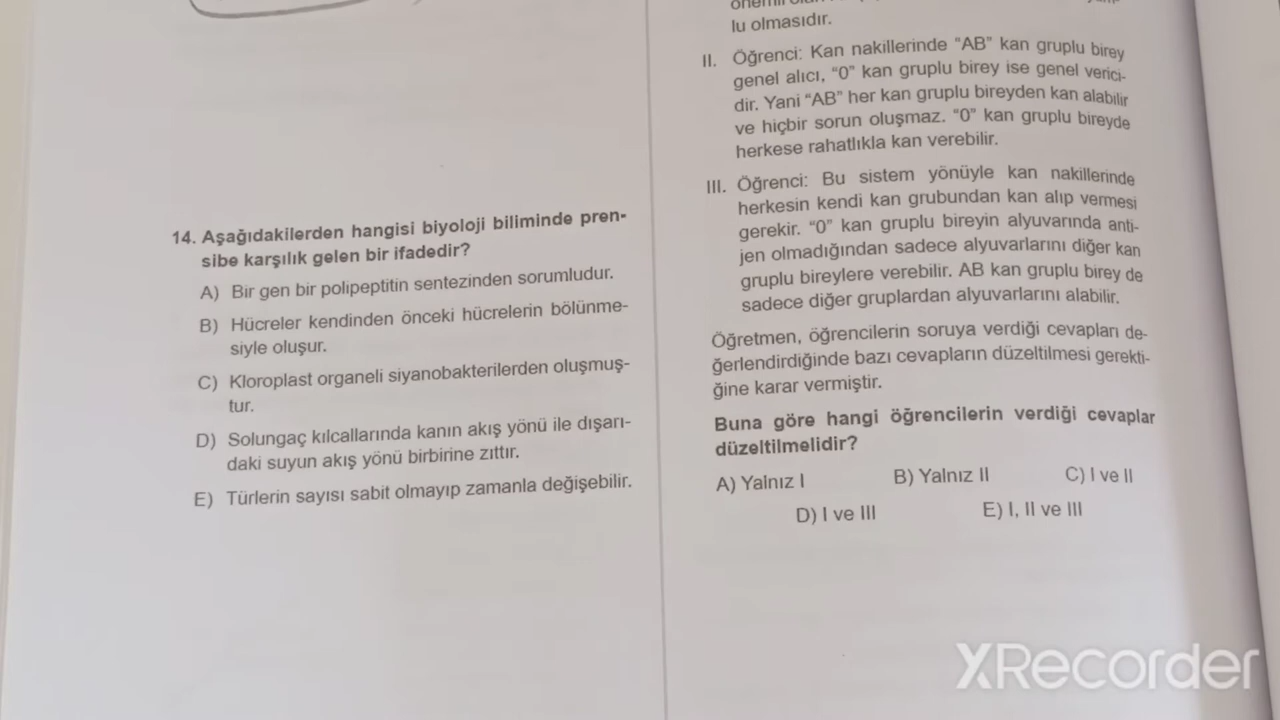 14. Aşağıdakilerden hangisi biyoloji biliminde pren-
sibe karşılık gelen bir ifadedir?
A) Bir gen bir polipeptitin sentezinden sorumludur.
B) Hücreler kendinden önceki hücrelerin bölünme-
siyle oluşur.
C) Kloroplast organeli siyanobakterilerden oluşmuş-
tur.
D) Solungaç kılcallarında kanın akış yönü ile dışarı-
daki suyun akış yönü birbirine zıttır.
E) Türlerin sayısı sabit olmayıp zamanla değişebilir.
lu olmasıdır.
II. Öğrenci: Kan nakillerinde "AB" kan gruplu birey
genel alıcı, "0" kan gruplu birey ise genel verici-
dir. Yani "AB" her kan gruplu bireyden kan alabilir
ve hiçbir sorun oluşmaz. "0" kan gruplu bireyde
herkese rahatlıkla kan verebilir.
III. Öğrenci: Bu sistem yönüyle kan nakillerinde
herkesin kendi kan grubundan kan alıp vermesi
gerekir. "0" kan gruplu bireyin alyuvarında anti-
jen olmadığından sadece alyuvarlarını diğer kan
gruplu bireylere verebilir. AB kan gruplu birey de
sadece diğer gruplardan alyuvarlarını alabilir.
Öğretmen, öğrencilerin soruya verdiği cevapları de-
ğerlendirdiğinde bazı cevapların düzeltilmesi gerekti-
ğine karar vermiştir.
Buna göre hangi öğrencilerin verdiği cevaplar
düzeltilmelidir?
A) Yalnız I B) Yalnız II C) I ve II
D) I ve III E) I, II ve III
XRecorder